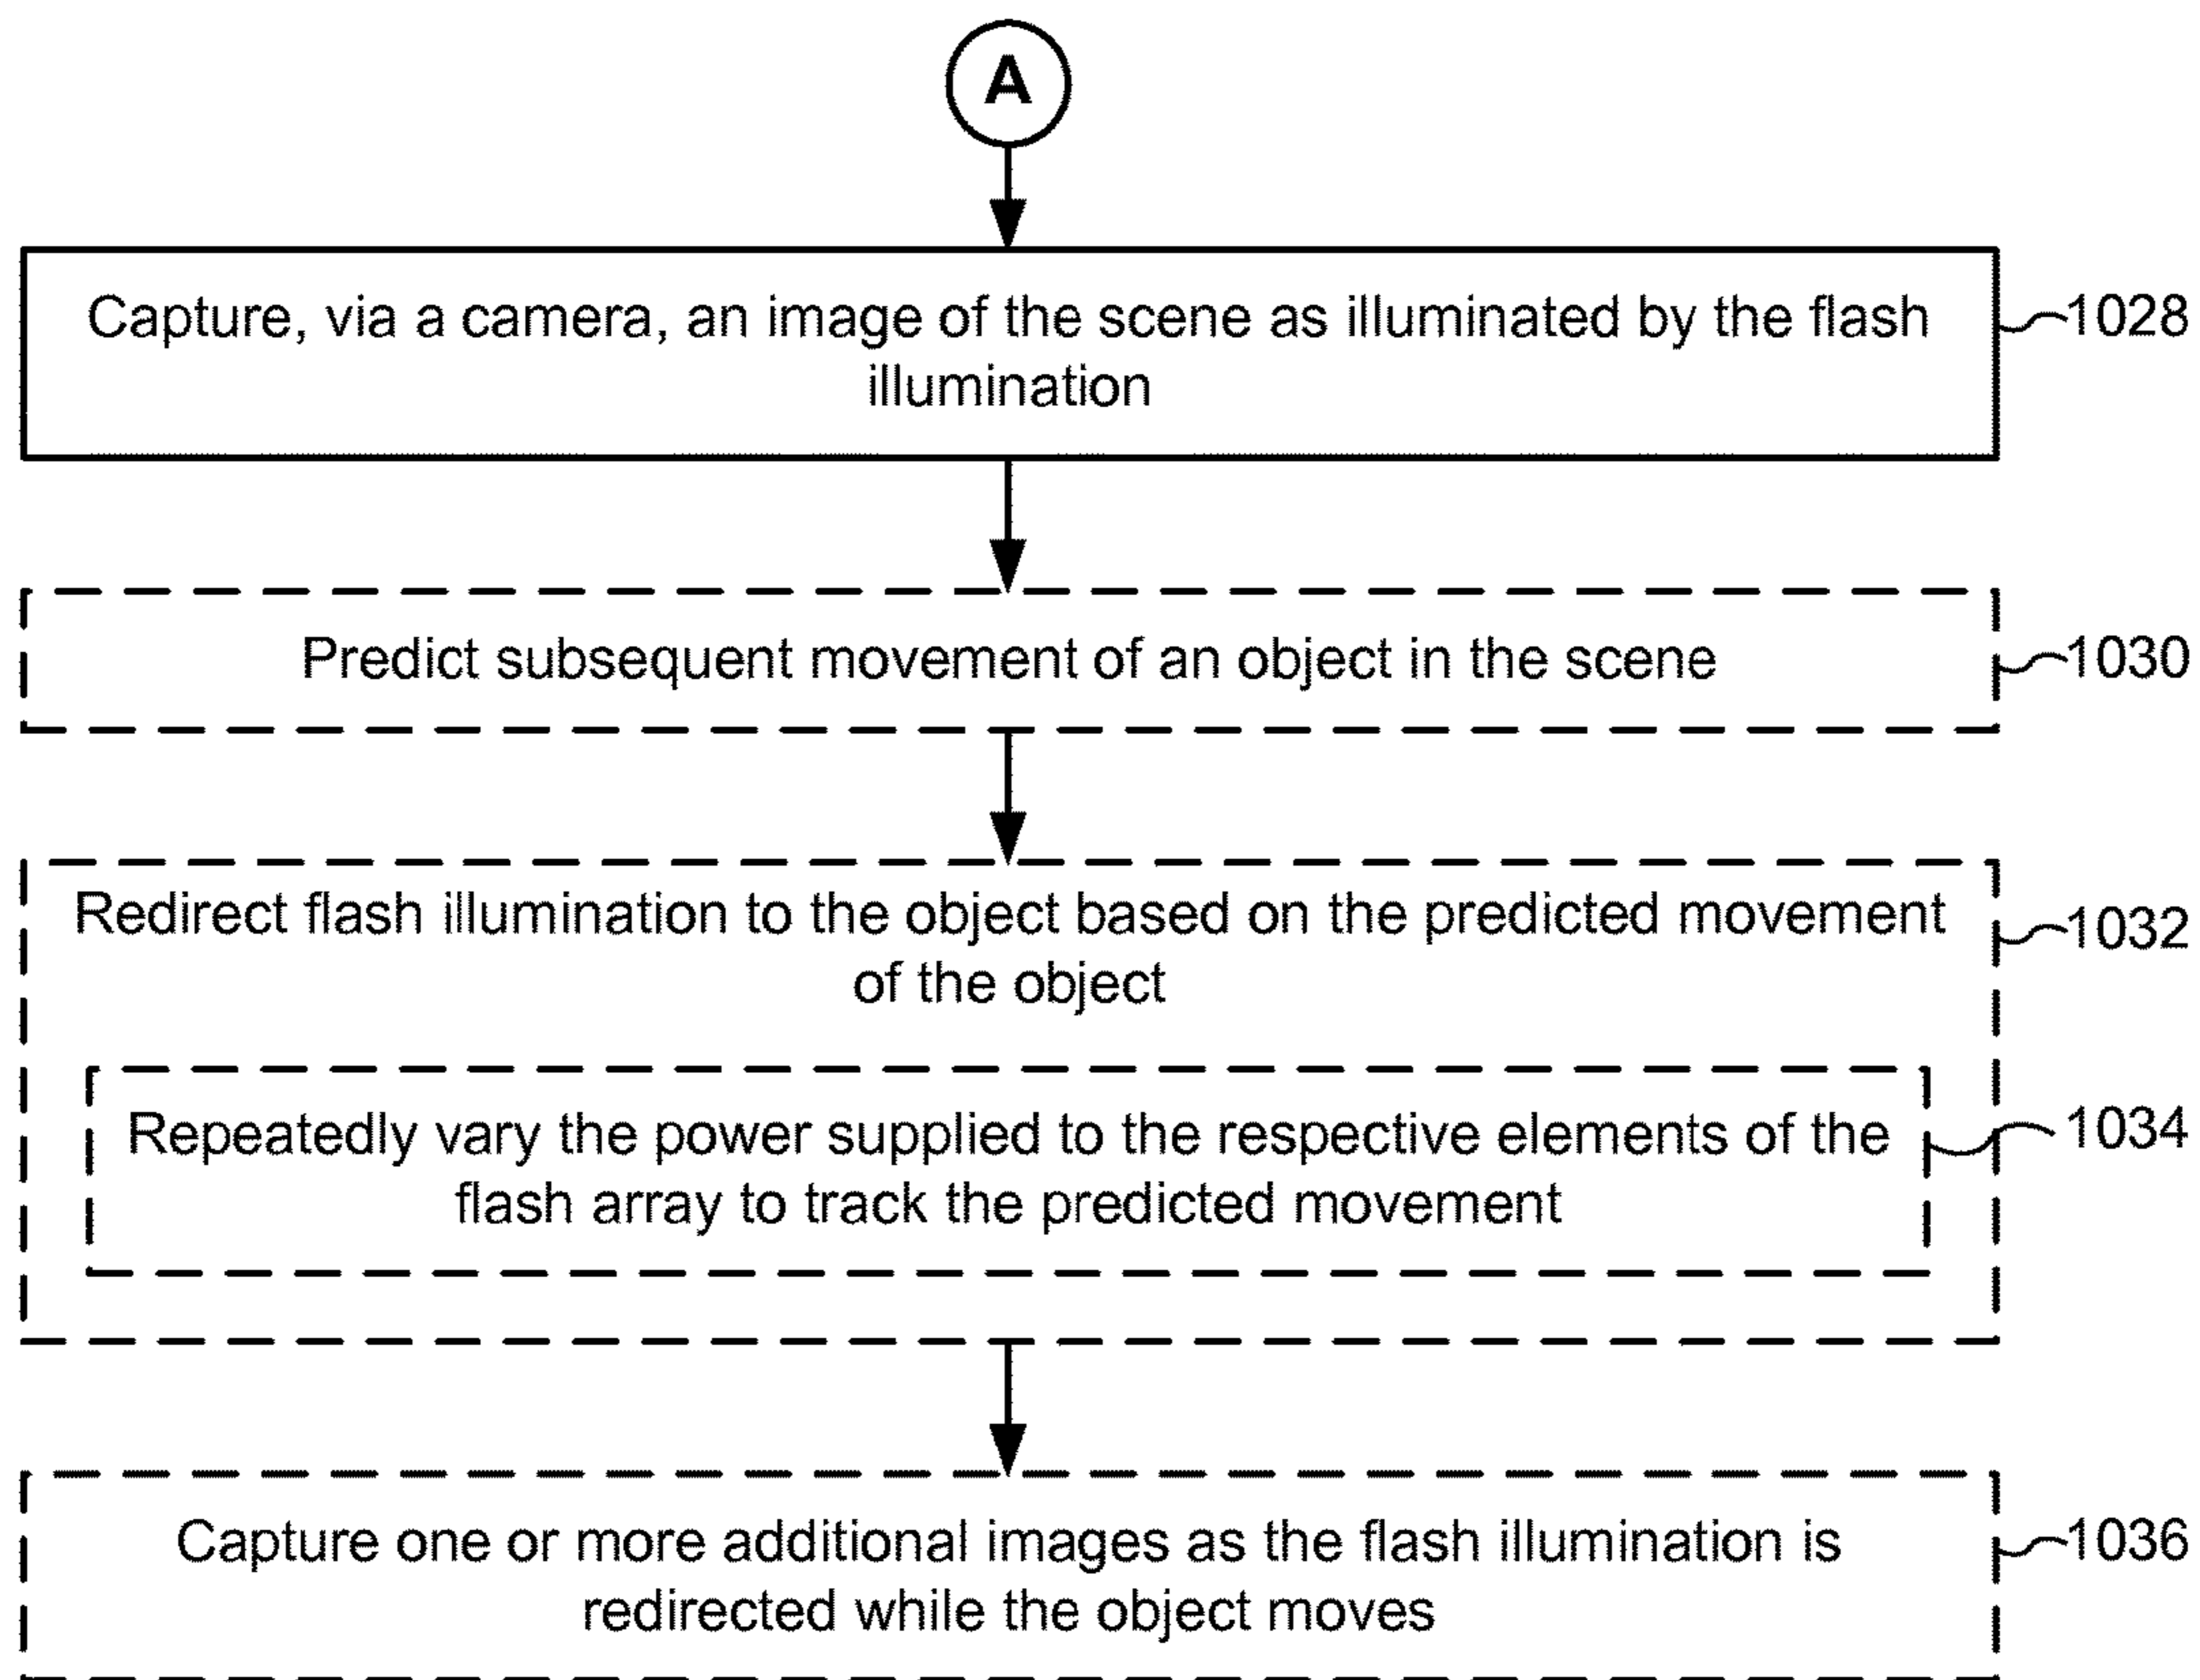 A
Capture, via a camera, an image of the scene as illuminated by the flash
illumination
1028
Predict subsequent movement of an object in the scene
1030
Redirect flash illumination to the object based on the predicted movement
of the object
1032
Repeatedly vary the power supplied to the respective elements of the
flash array to track the predicted movement
1034
Capture one or more additional images as the flash illumination is
redirected while the object moves
1036